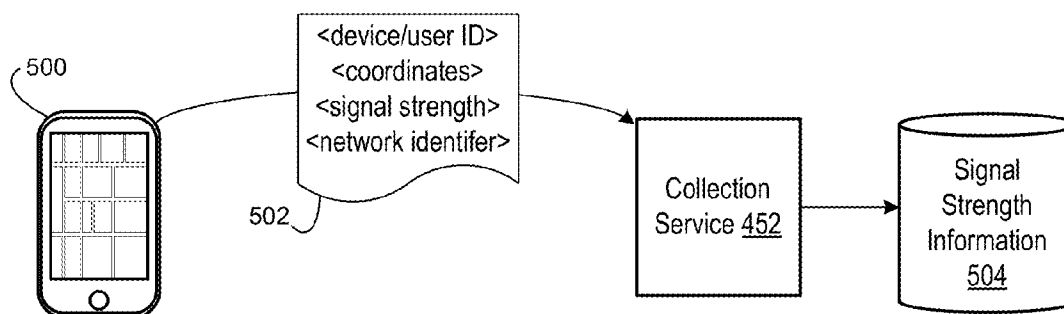 500
<device/user ID>
<coordinates>
<signal strength>
<network identifer>
502
Collection
Service 452
Signal
Strength
Information
504